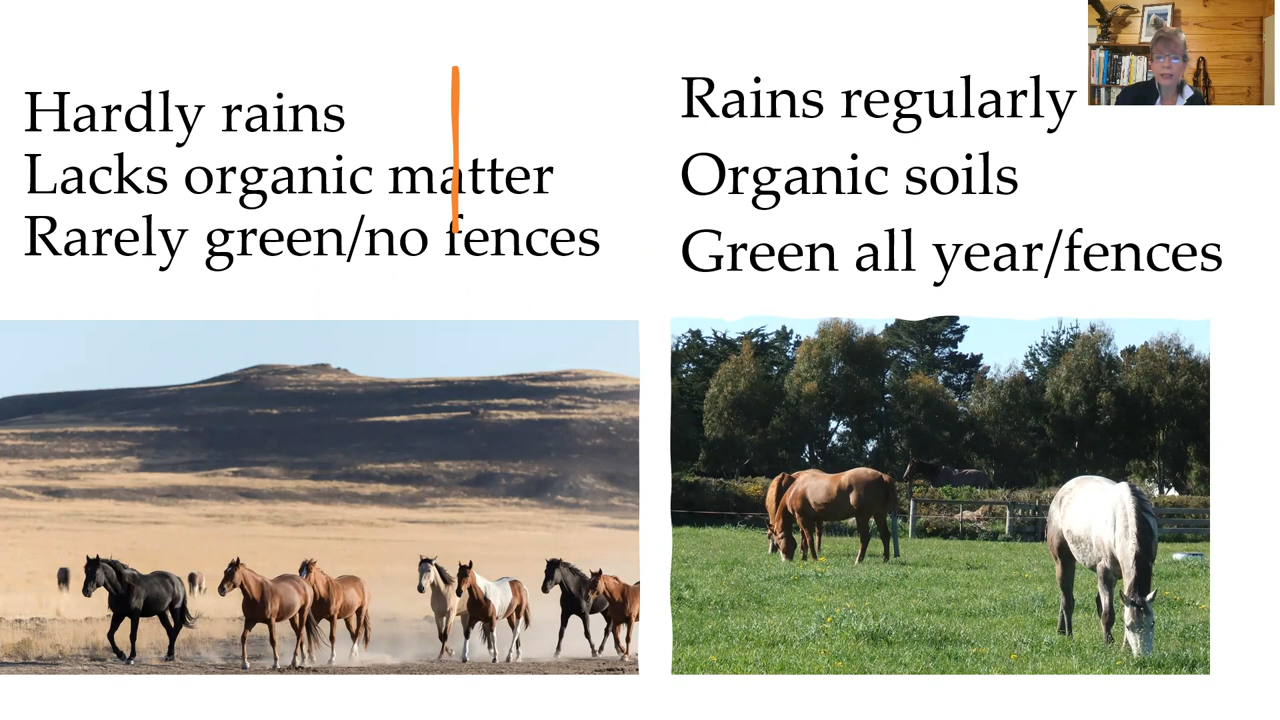 Hardly rains
Lacks organic matter
Rarely green/no fences
Rains regularly
Organic soils
Green all year/fences